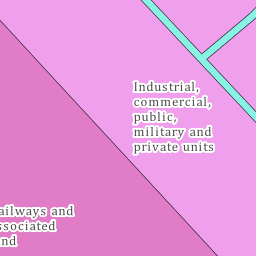 Industrial,
commercial,
public,
military and
private units
ailways and
ssociated
nd